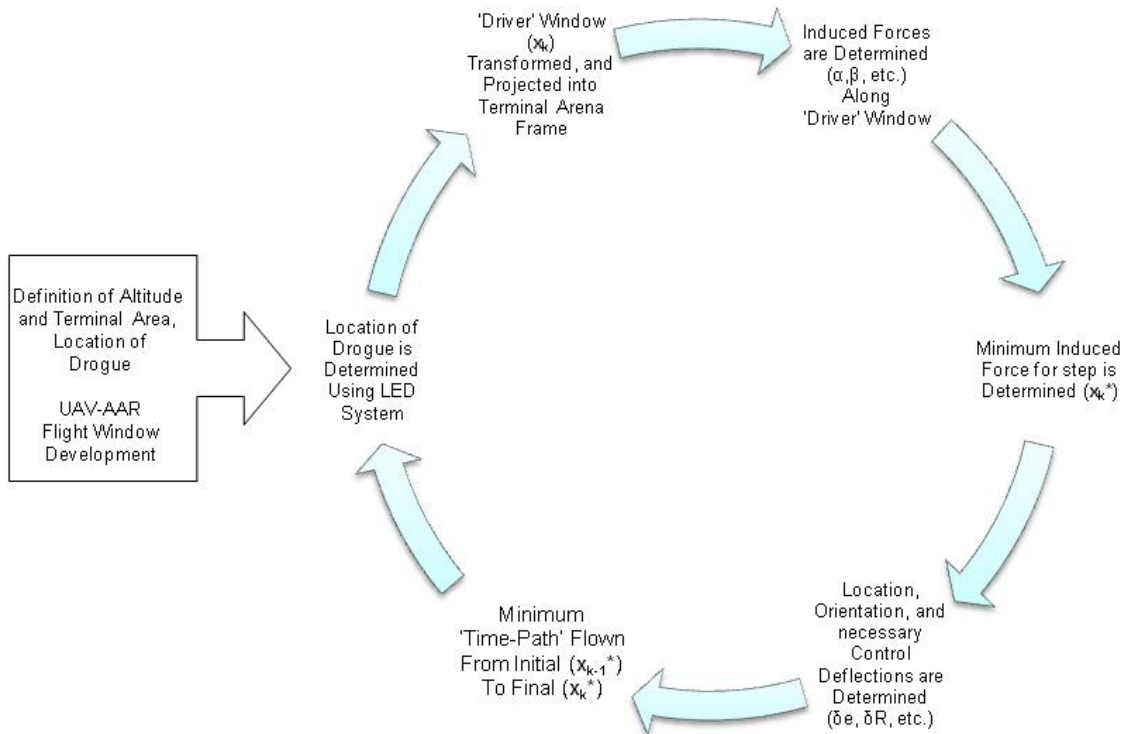 Definition of Altitude
and Terminal Area,
Location of
Drogue
UAV-AAR
Flight Window
Development
Location of
Drogue is
Determined
Using LED
System
'Driver' Window
(xₖ)
Transformed, and
Projected into
Terminal Arena
Frame
Induced Forces
are Determined
(α,β, etc.)
Along
'Driver' Window
Minimum Induced
Force for step is
Determined (xₖ*)
Location,
Orientation, and
necessary
Control
Deflections are
Determined
(δe, δR, etc.)
Minimum
'Time-Path' Flown
From Initial (xₖ₋₁*)
To Final (xₖ*)